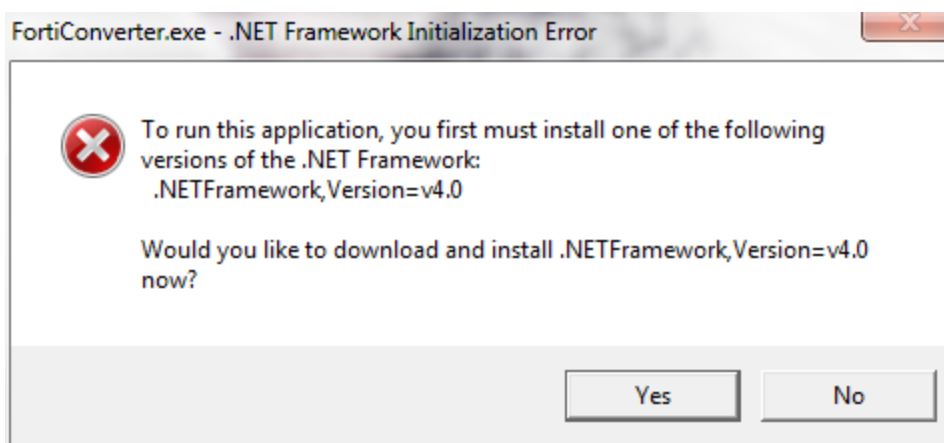 FortiConverter.exe - .NET Framework Initialization Error
To run this application, you first must install one of the following
versions of the .NET Framework:
.NETFramework,Version=v4.0
Would you like to download and install .NETFramework,Version=v4.0
now?
Yes
No